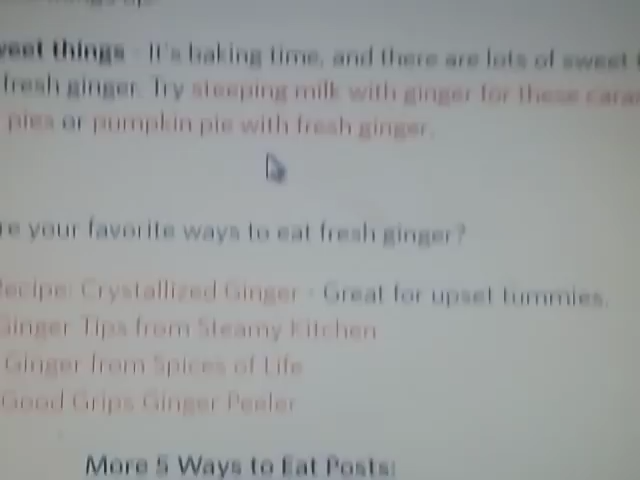 sweet things - It's baking time, and there are lots of sweet
fresh ginger. Try steeping milk with ginger for these
pies or pumpkin pie with fresh ginger.
your favorite ways to eat fresh ginger?
Recipe: Crystallized Ginger - Great for upset tummies.
Ginger Tips from Steamy Kitchen
Ginger from Spices of Life
Good Grips Ginger Peeler
More 5 Ways to Eat Posts: